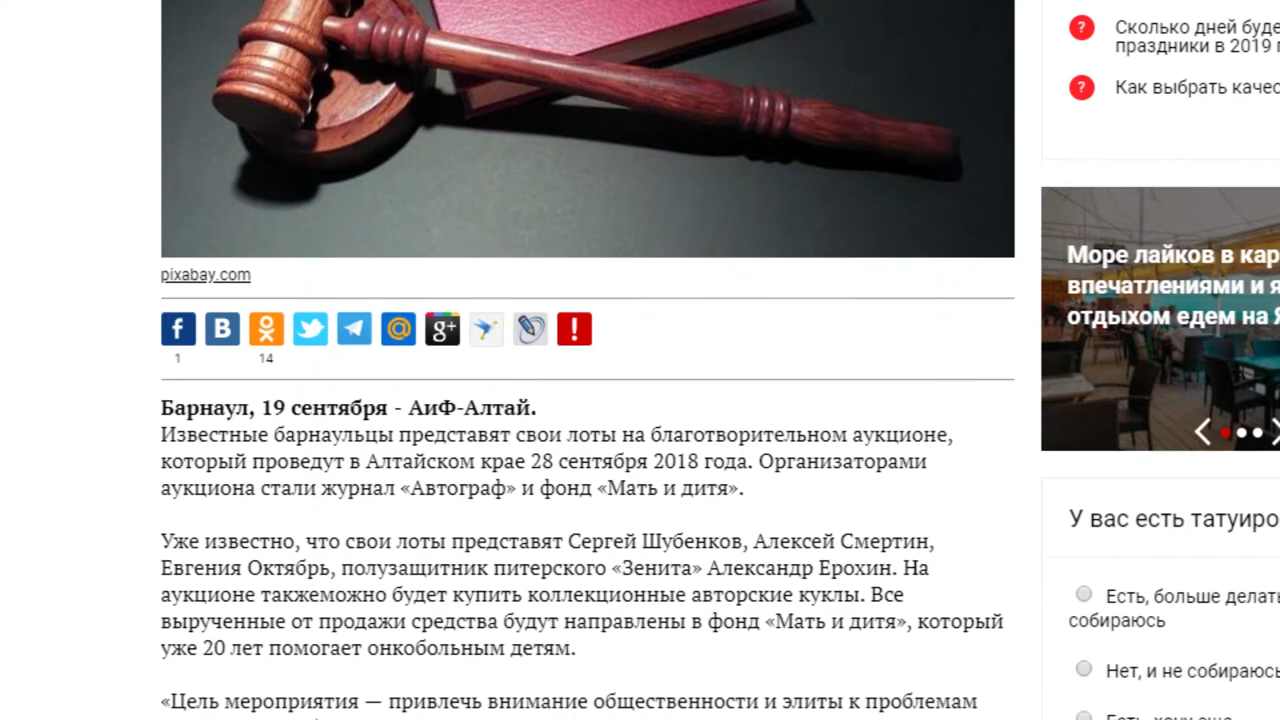 pixabay.com
1
14
Барнаул, 19 сентября - АиФ-Алтай.
Известные барнаульцы представят свои лоты на благотворительном аукционе,
который проведут в Алтайском крае 28 сентября 2018 года. Организаторами
аукциона стали журнал «Автограф» и фонд «Мать и дитя».
Уже известно, что свои лоты представят Сергей Шубенков, Алексей Смертин,
Евгения Октябрь, полузащитник питерского «Зенита» Александр Ерохин. На
аукционе такжеможно будет купить коллекционные авторские куклы. Все
вырученные от продажи средства будут направлены в фонд «Мать и дитя», который
уже 20 лет помогает онкобольным детям.
«Цель мероприятия — привлечь внимание общественности и элиты к проблемам
Сколько дней буде
праздники в 2019 г
Как выбрать качес
Море лайков в кар
впечатлениями и я
отдыхом едем на Я
У вас есть татуиро
Есть, больше делать
собираюсь
Нет, и не собираюсь